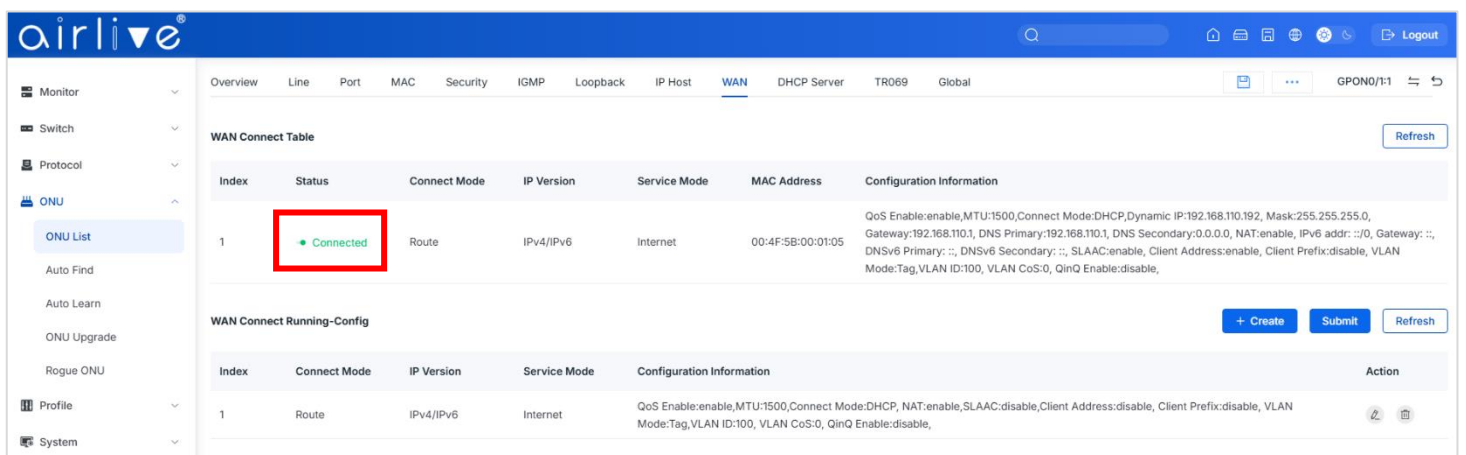 airlive®
Logout
Monitor
Switch
Protocol
ONU
ONU List
Auto Find
Auto Learn
ONU Upgrade
Rogue ONU
Profile
System
Overview Line Port MAC Security IGMP Loopback IP Host WAN DHCP Server TR069 Global ... GPON0/1:1
WAN Connect Table Refresh
Index Status Connect Mode IP Version Service Mode MAC Address Configuration Information
1 Connected Route IPv4/IPv6 Internet 00:4F:5B:00:01:05
QoS Enable:enable,MTU:1500,Connect Mode:DHCP,Dynamic IP:192.168.110.192, Mask:255.255.255.0,
Gateway:192.168.110.1, DNS Primary:192.168.110.1, DNS Secondary:0.0.0.0, NAT:enable, IPv6 addr: ::/0, Gateway: ::,
DNSv6 Primary: ::, DNSv6 Secondary: ::, SLAAC:enable, Client Address:enable, Client Prefix:disable, VLAN
Mode:Tag,VLAN ID:100, VLAN CoS:0, QinQ Enable:disable,
WAN Connect Running-Config + Create Submit Refresh
Index Connect Mode IP Version Service Mode Configuration Information Action
1 Route IPv4/IPv6 Internet
QoS Enable:enable,MTU:1500,Connect Mode:DHCP, NAT:enable,SLAAC:disable,Client Address:disable, Client Prefix:disable, VLAN
Mode:Tag,VLAN ID:100, VLAN CoS:0, QinQ Enable:disable,